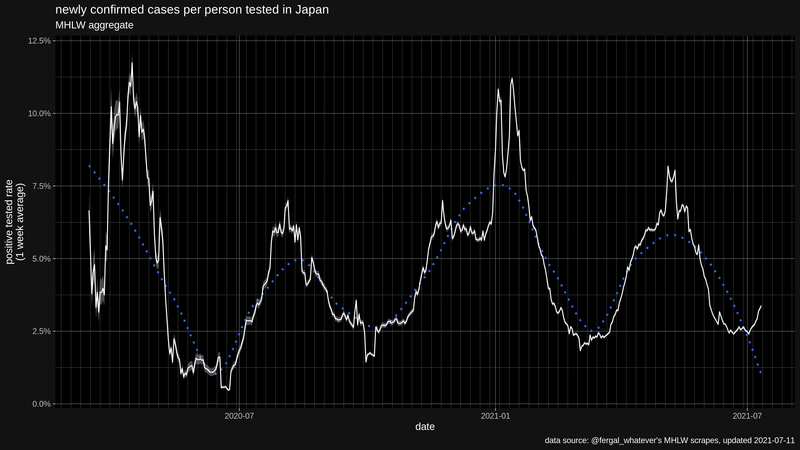 newly confirmed cases per person tested in Japan
MHLW aggregate
12.5%
10.0%
7.5%
5.0%
2.5%
0.0%
positive tested rate
(1 week average)
2020-07
2021-01
2021-07
date
data source: @fergal_whatever's MHLW scrapes, updated 2021-07-11